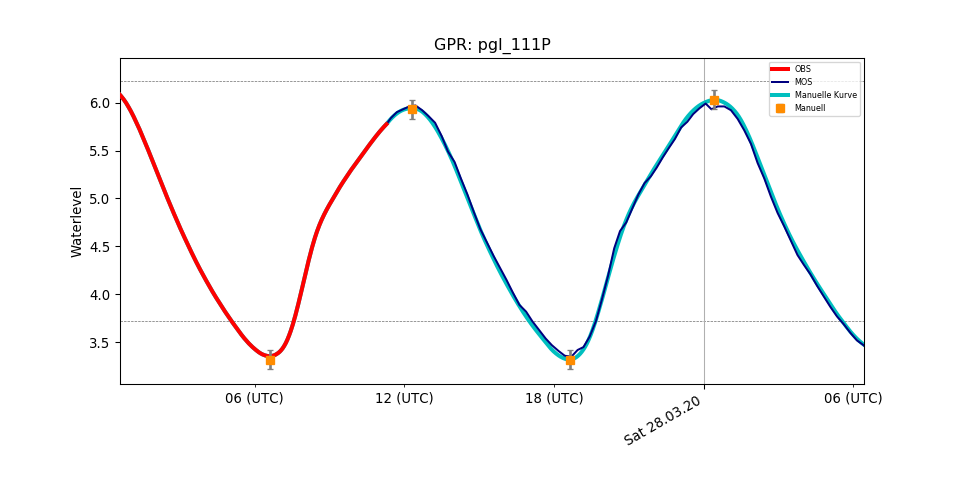 GPR: pgl_111P
OBS
MOS
Manuelle Kurve
Manuell
Waterlevel
6.0
5.5
5.0
4.5
4.0
3.5
06 (UTC)
12 (UTC)
18 (UTC)
Sat 28.03.20
06 (UTC)